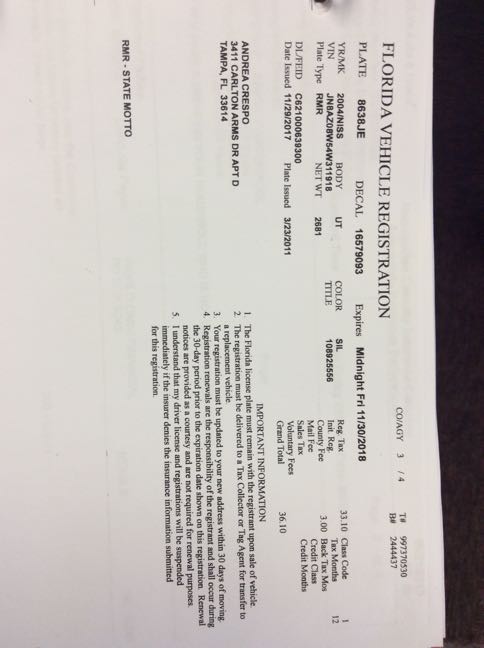 FLORIDA VEHICLE REGISTRATION
CO/AGY 3 / 4 T# 997370530
B# 2444437
PLATE 8638JE DECAL 16579093 Expires Midnight Fri 11/30/2018
YR/MK 2004/NISS BODY UT COLOR SIL Reg. Tax 33.10 Class Code 1
VIN JN8AZ08W54W311918 TITLE 108925556 Init. Reg. Tax Months 12
Plate Type RMR NET WT 2681 County Fee 3.00 Back Tax Mos
Mail Fee Credit Class
DL/FEID C621000639300 Sales Tax Credit Months
Date Issued 11/29/2017 Plate Issued 3/23/2011 Voluntary Fees
Grand Total 36.10
IMPORTANT INFORMATION
ANDREA CRESPO
3411 CARLTON ARMS DR APT D
TAMPA, FL 33614
1. The Florida license plate must remain with the registrant upon sale of vehicle.
2. The registration must be delivered to a Tax Collector or Tag Agent for transfer to
a replacement vehicle.
3. Your registration must be updated to your new address within 30 days of moving.
4. Registration renewals are the responsibility of the registrant and shall occur during
the 30-day period prior to the expiration date shown on this registration. Renewal
notices are provided as a courtesy and are not required for renewal purposes.
5. I understand that my driver license and registrations will be suspended
immediately if the insurer denies the insurance information submitted
for this registration.
RMR - STATE MOTTO